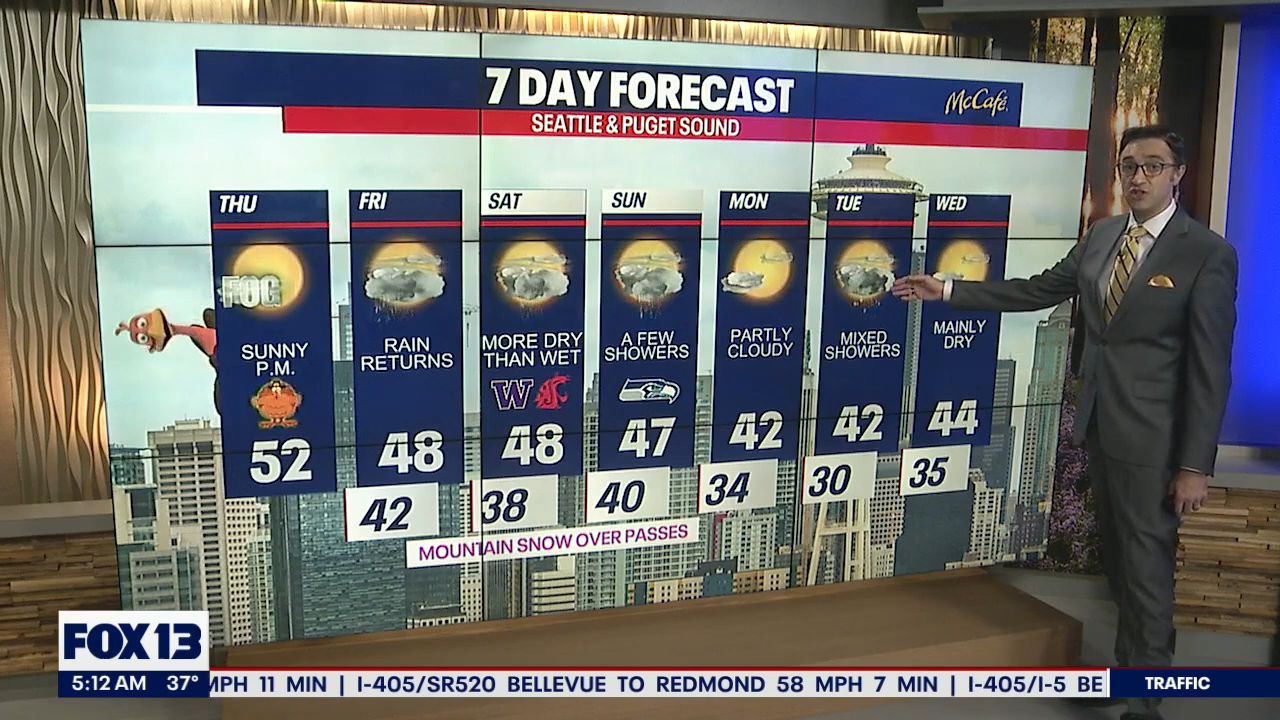 7 DAY FORECAST
McCafé
SEATTLE & PUGET SOUND
THU
FOG
SUNNY
P.M.
52
FRI
RAIN
RETURNS
48
42
SAT
MORE DRY
THAN WET
W
48
38
SUN
A FEW
SHOWERS
47
40
MON
PARTLY
CLOUDY
42
34
TUE
MIXED
SHOWERS
42
30
WED
MAINLY
DRY
44
35
MOUNTAIN SNOW OVER PASSES
FOX 13
5:12 AM 37°
MPH 11 MIN | I-405/SR520 BELLEVUE TO REDMOND 58 MPH 7 MIN | I-405/I-5 BE
TRAFFIC